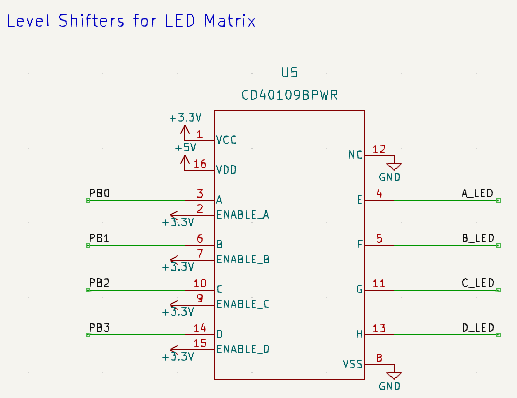 Level Shifters for LED Matrix
U5
CD40109BPWR
+3.3V
1 VCC
+5V
16 VDD
NC 12
GND
PB0 3 A
E 4 A_LED
2 ENABLE_A
+3.3V
PB1 6 B
F 5 B_LED
7 ENABLE_B
+3.3V
PB2 10 C
G 11 C_LED
9 ENABLE_C
+3.3V
PB3 14 D
H 13 D_LED
15 ENABLE_D
+3.3V
VSS 8
GND